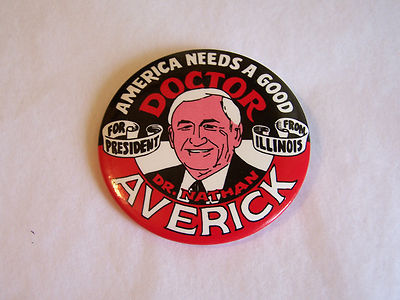 AMERICA NEEDS A GOOD
DOCTOR
FOR PRESIDENT
FROM ILLINOIS
DR. NATHAN
AVERICK